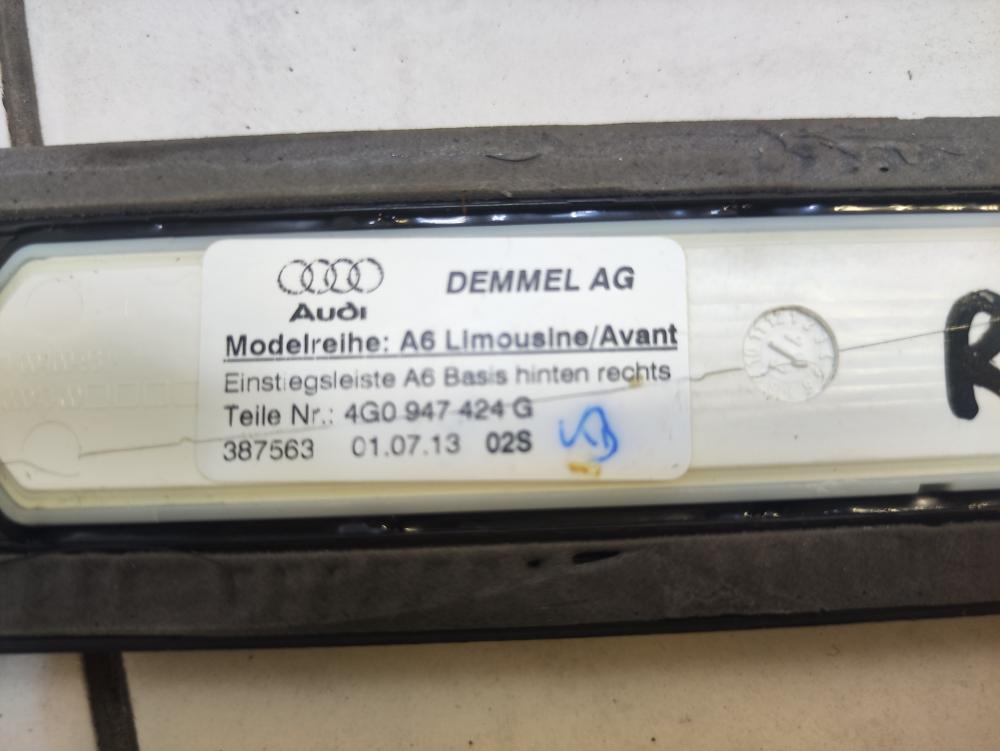 Audi
DEMMEL AG
Modelreihe: A6 Limousine/Avant
Einstiegsleiste A6 Basis hinten rechts
Teile Nr.: 4G0 947 424 G
387563 01.07.13 02S
R